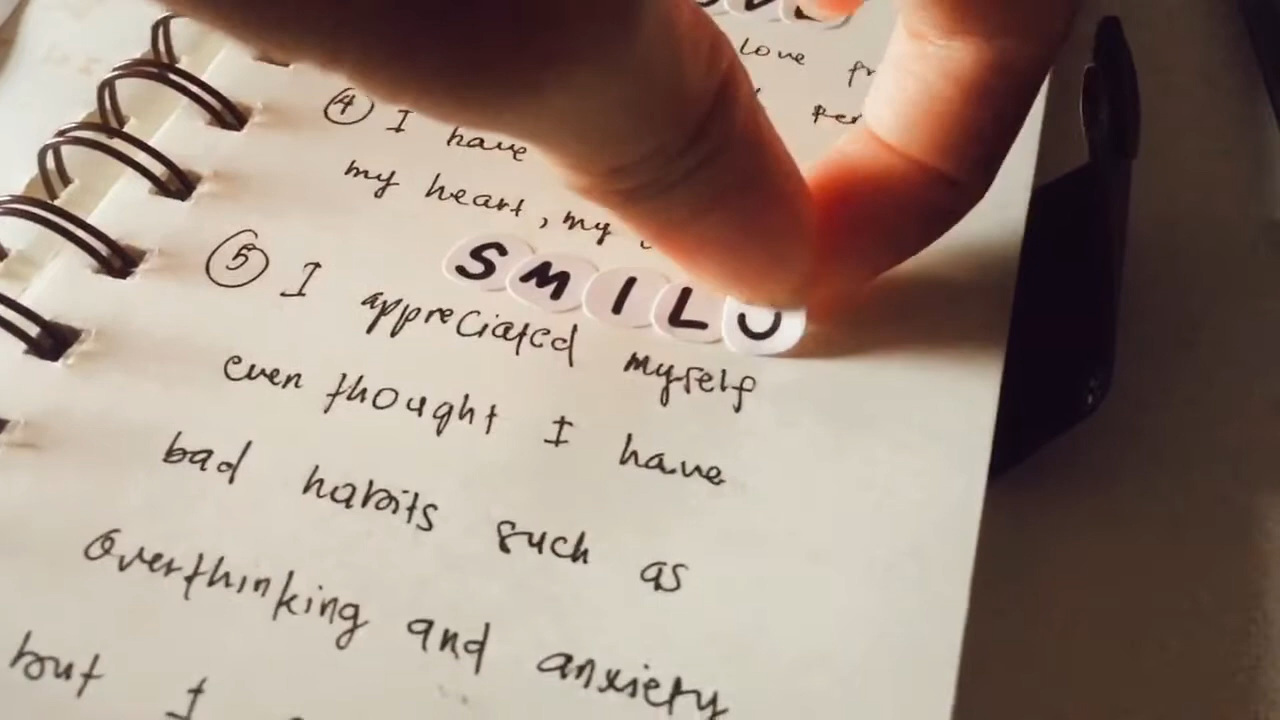 love
④ I have
my heart, my
SMIL
⑤ I appreciated myself
even thought I have
bad habits such as
overthinking and anxiety
but I